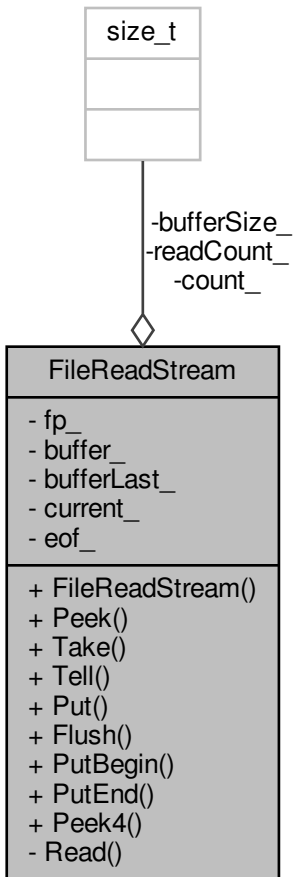 size_t
-bufferSize_
-readCount_
-count_
FileReadStream
- fp_
- buffer_
- bufferLast_
- current_
- eof_
+ FileReadStream()
+ Peek()
+ Take()
+ Tell()
+ Put()
+ Flush()
+ PutBegin()
+ PutEnd()
+ Peek4()
- Read()